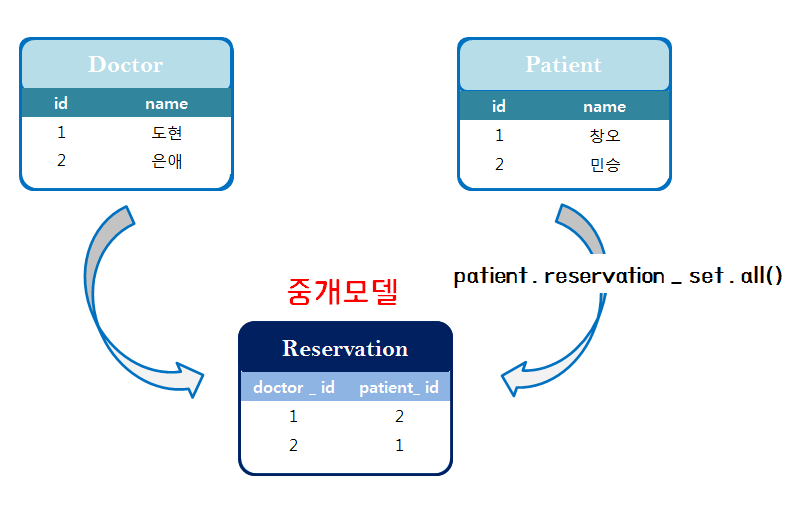 Doctor
id name
1 도현
2 은애
Patient
id name
1 창오
2 민승
patient . reservation _ set . all()
중개모델
Reservation
doctor _ id patient_ id
1 2
2 1